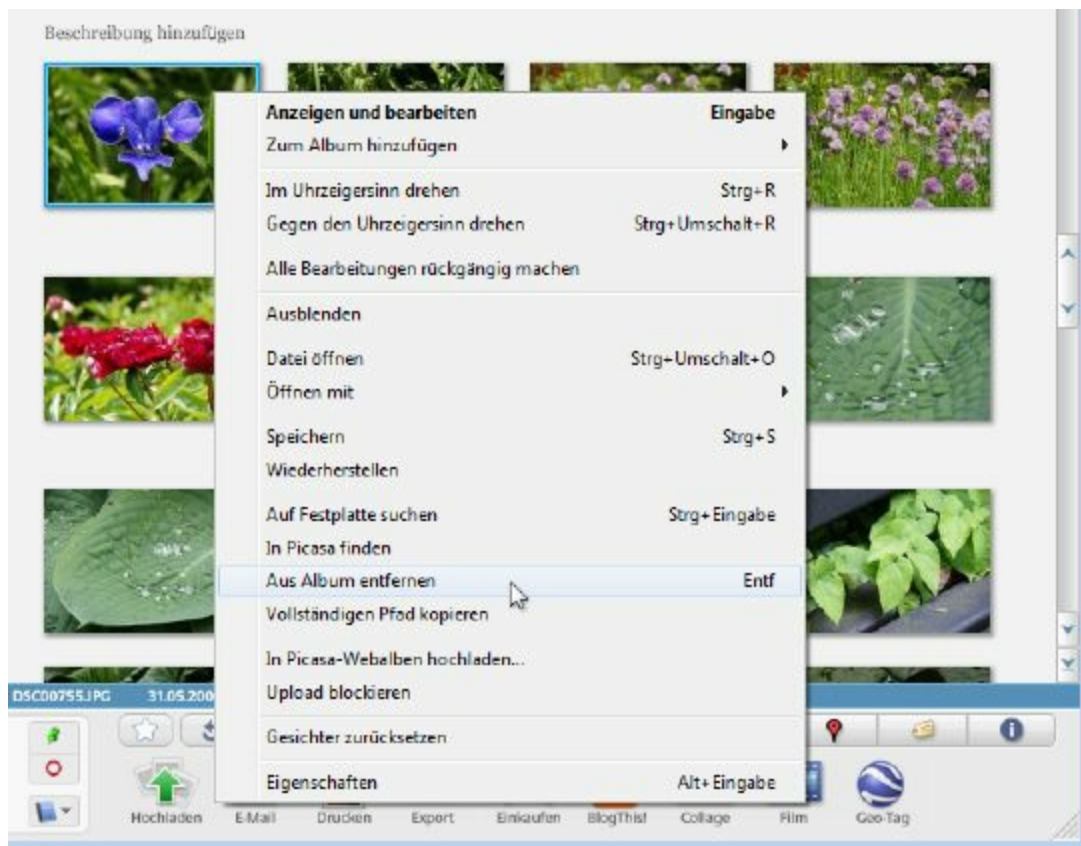 Beschreibung hinzufügen
Anzeigen und bearbeiten Eingabe
Zum Album hinzufügen
Im Uhrzeigersinn drehen Strg+R
Gegen den Uhrzeigersinn drehen Strg+Umschalt+R
Alle Bearbeitungen rückgängig machen
Ausblenden
Datei öffnen Strg+Umschalt+O
Öffnen mit
Speichern Strg+S
Wiederherstellen
Auf Festplatte suchen Strg+Eingabe
In Picasa finden
Aus Album entfernen Entf
Vollständigen Pfad kopieren
In Picasa-Webalben hochladen...
Upload blockieren
DSC00755.JPG 31.05.200
Gesichter zurücksetzen
Eigenschaften Alt+Eingabe
Hochladen E-Mail Drucken Export Einkaufen BlogThis! Collage Film Geo-Tag